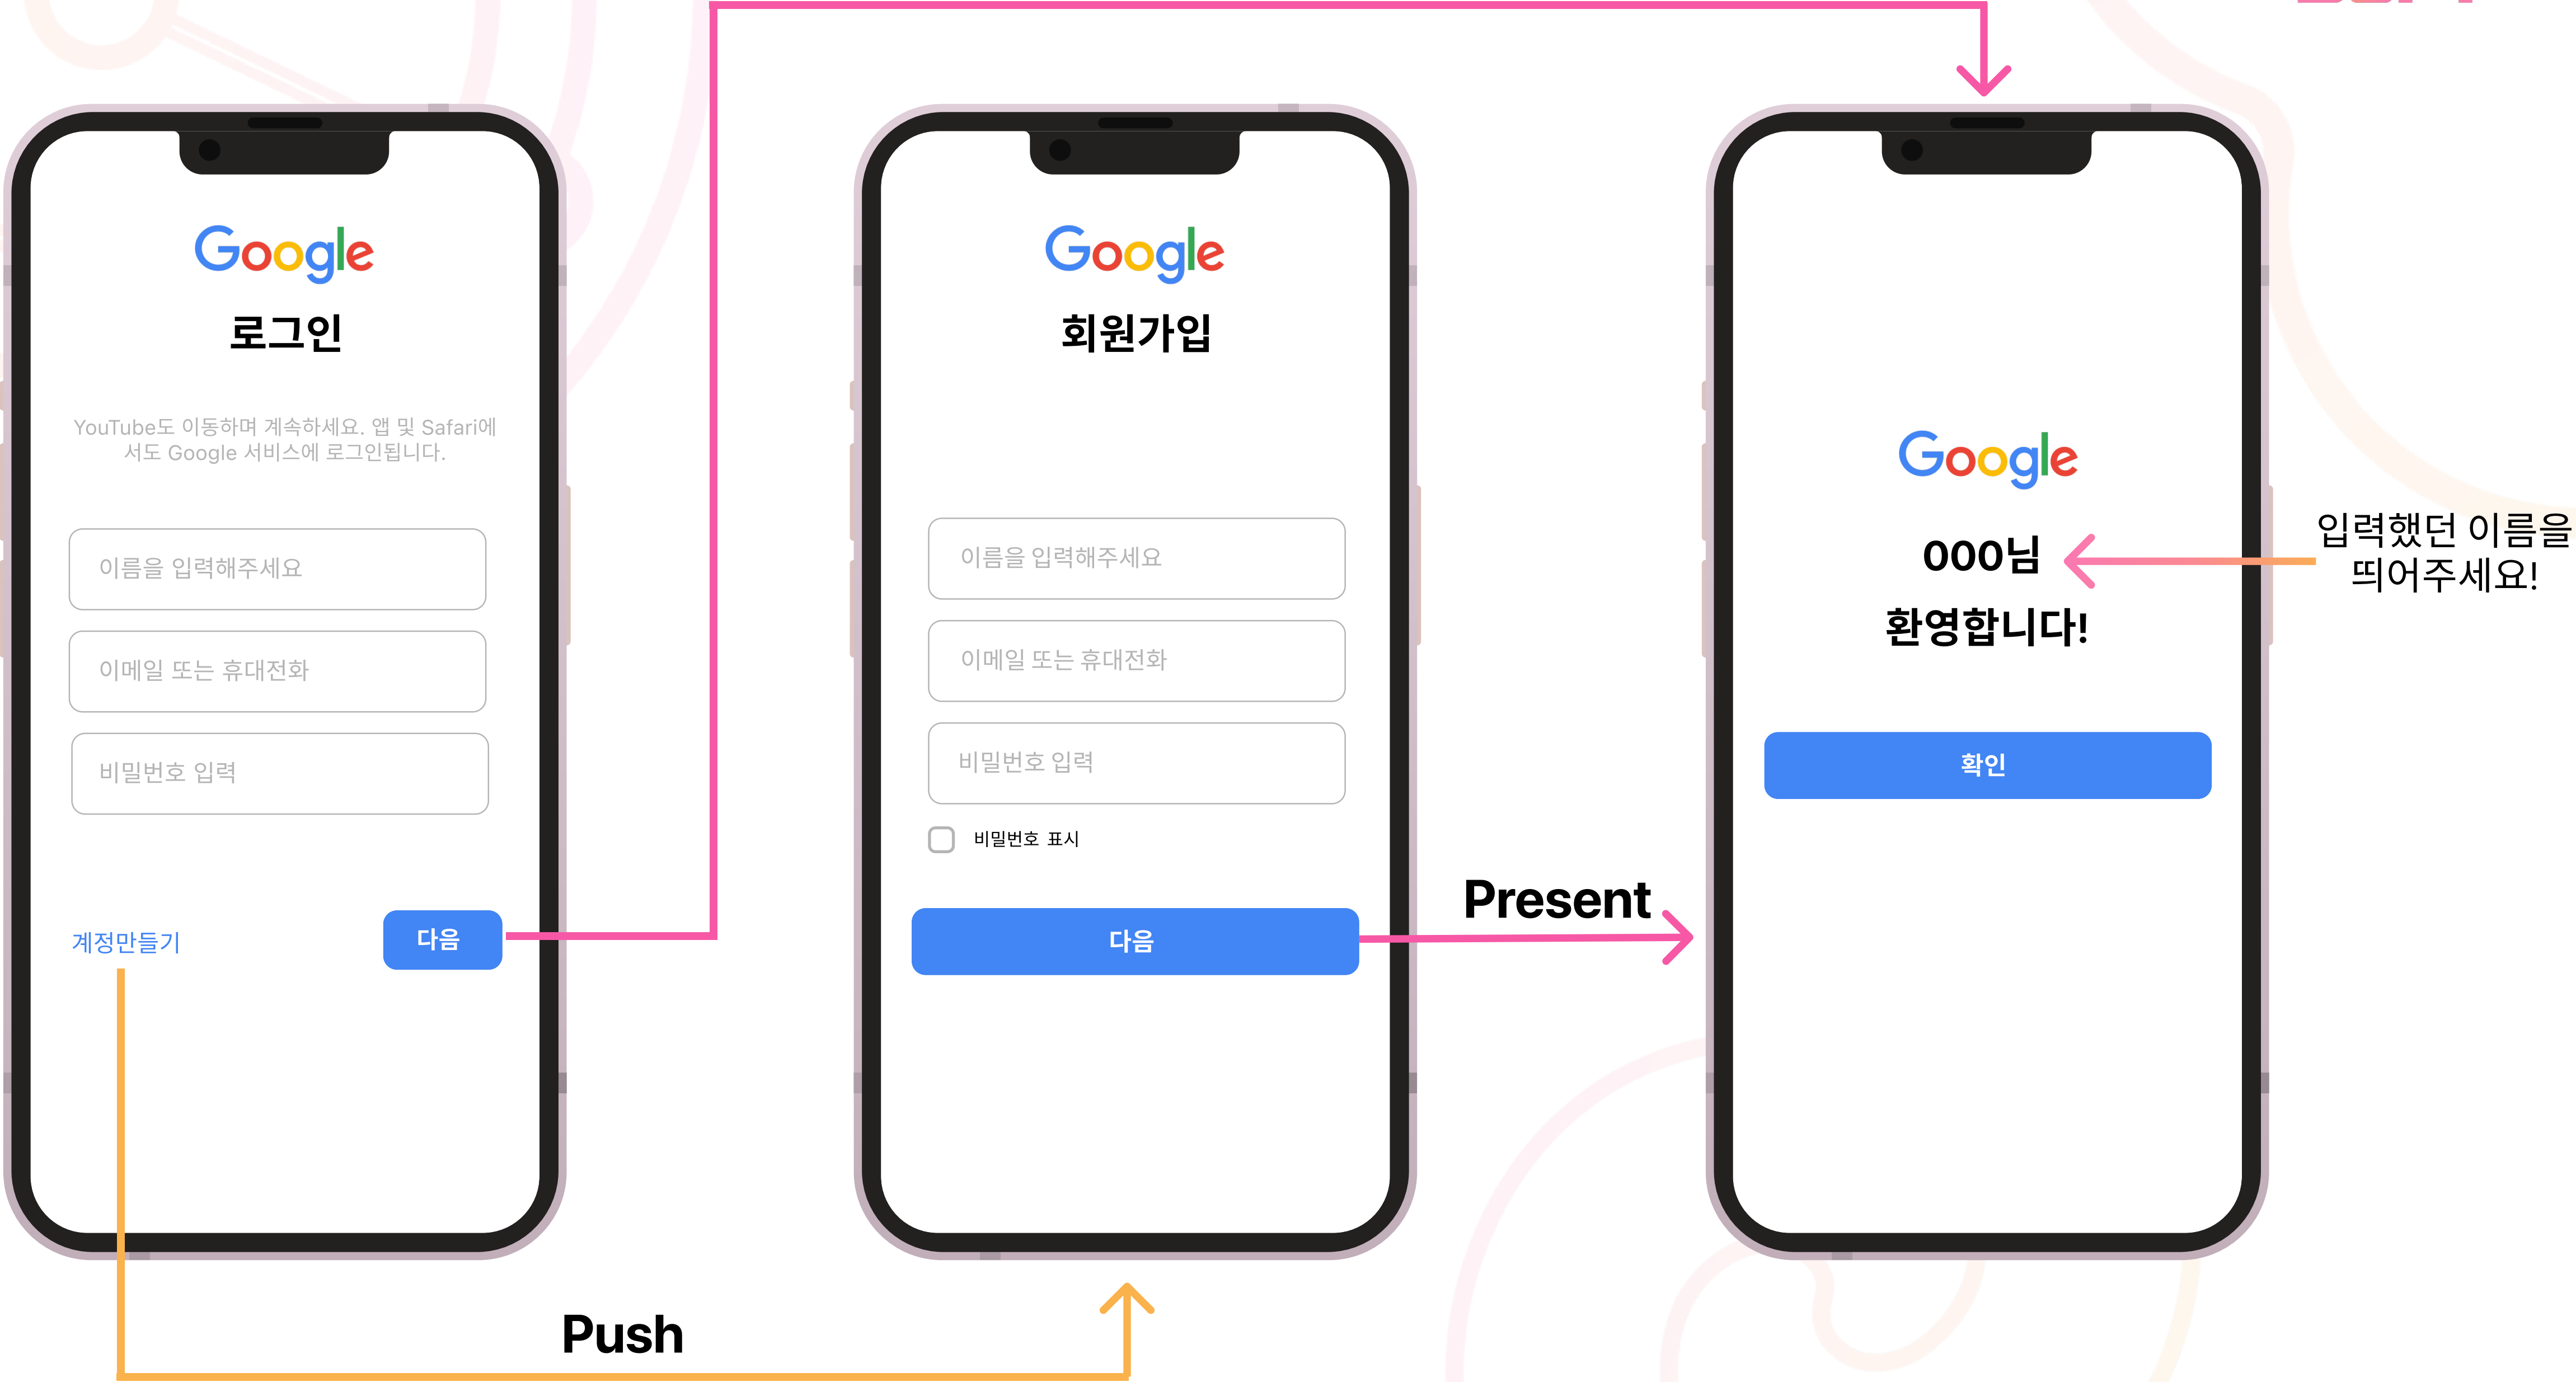 Google
로그인
YouTube도 이동하며 계속하세요. 앱 및 Safari에
서도 Google 서비스에 로그인됩니다.
이름을 입력해주세요
이메일 또는 휴대전화
비밀번호 입력
계정만들기
다음
Push
Google
회원가입
이름을 입력해주세요
이메일 또는 휴대전화
비밀번호 입력
비밀번호 표시
다음
Present
Google
000님
환영합니다!
확인
입력했던 이름을
띄어주세요!